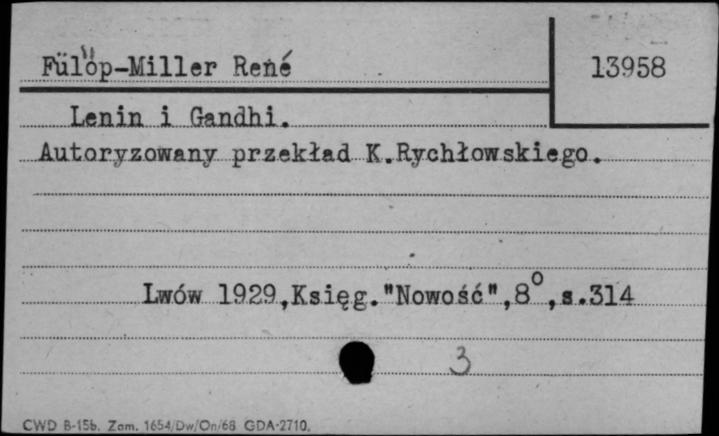 Fülöp-Miller René
13958
Lenin i Gandhi.
Autoryzowany przekład K.Rychłowskiego.
Lwów 1929,Księg."Nowość",8°,s.314
3
CWD B-15b. Zam. 1654/Dw/On/68 GDA-2710.